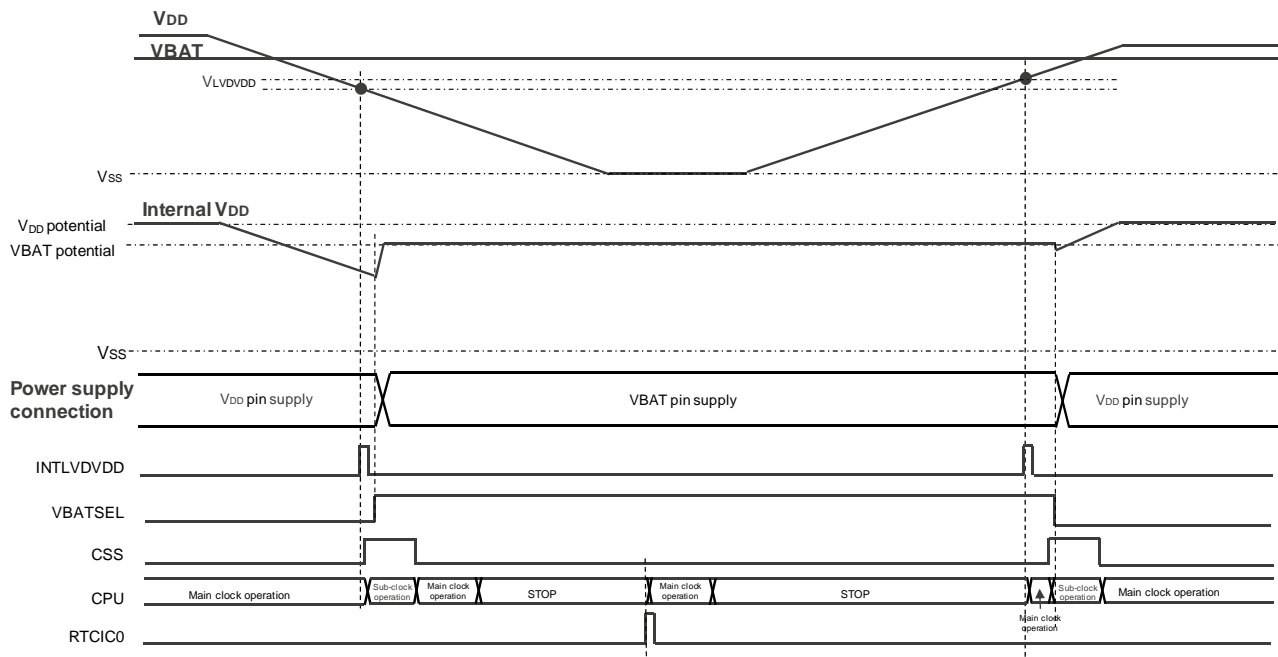 VDD
VBAT
VLVDVDD
VSS
Internal VDD
VDD potential
VBAT potential
VSS
Power supply
connection
VDD pin supply
VBAT pin supply
VDD pin supply
INTLVDVDD
VBATSEL
CSS
CPU
Main clock operation
Sub-clock
operation
Main clock
operation
STOP
Main clock
operation
STOP
Main clock
operation
Sub-clock
operation
Main clock operation
RTCIC0